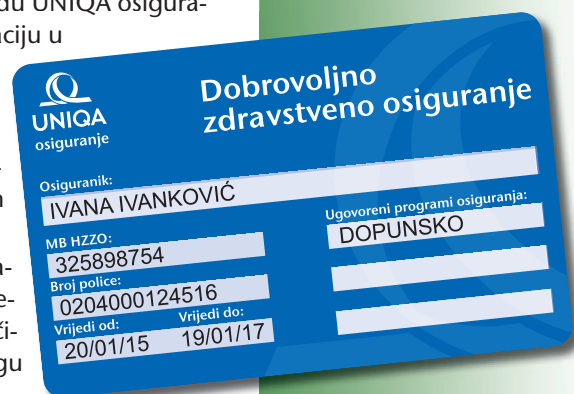 du UNIQA osigura-
aciju u
UNIQA
osiguranje
Dobrovoljno
zdravstveno osiguranje
Osiguranik:
IVANA IVANKOVIĆ
MB HZZO:
325898754
Broj police:
0204000124516
Vrijedi od: Vrijedi do:
20/01/15 19/01/17
Ugovoreni programi osiguranja:
DOPUNSKO